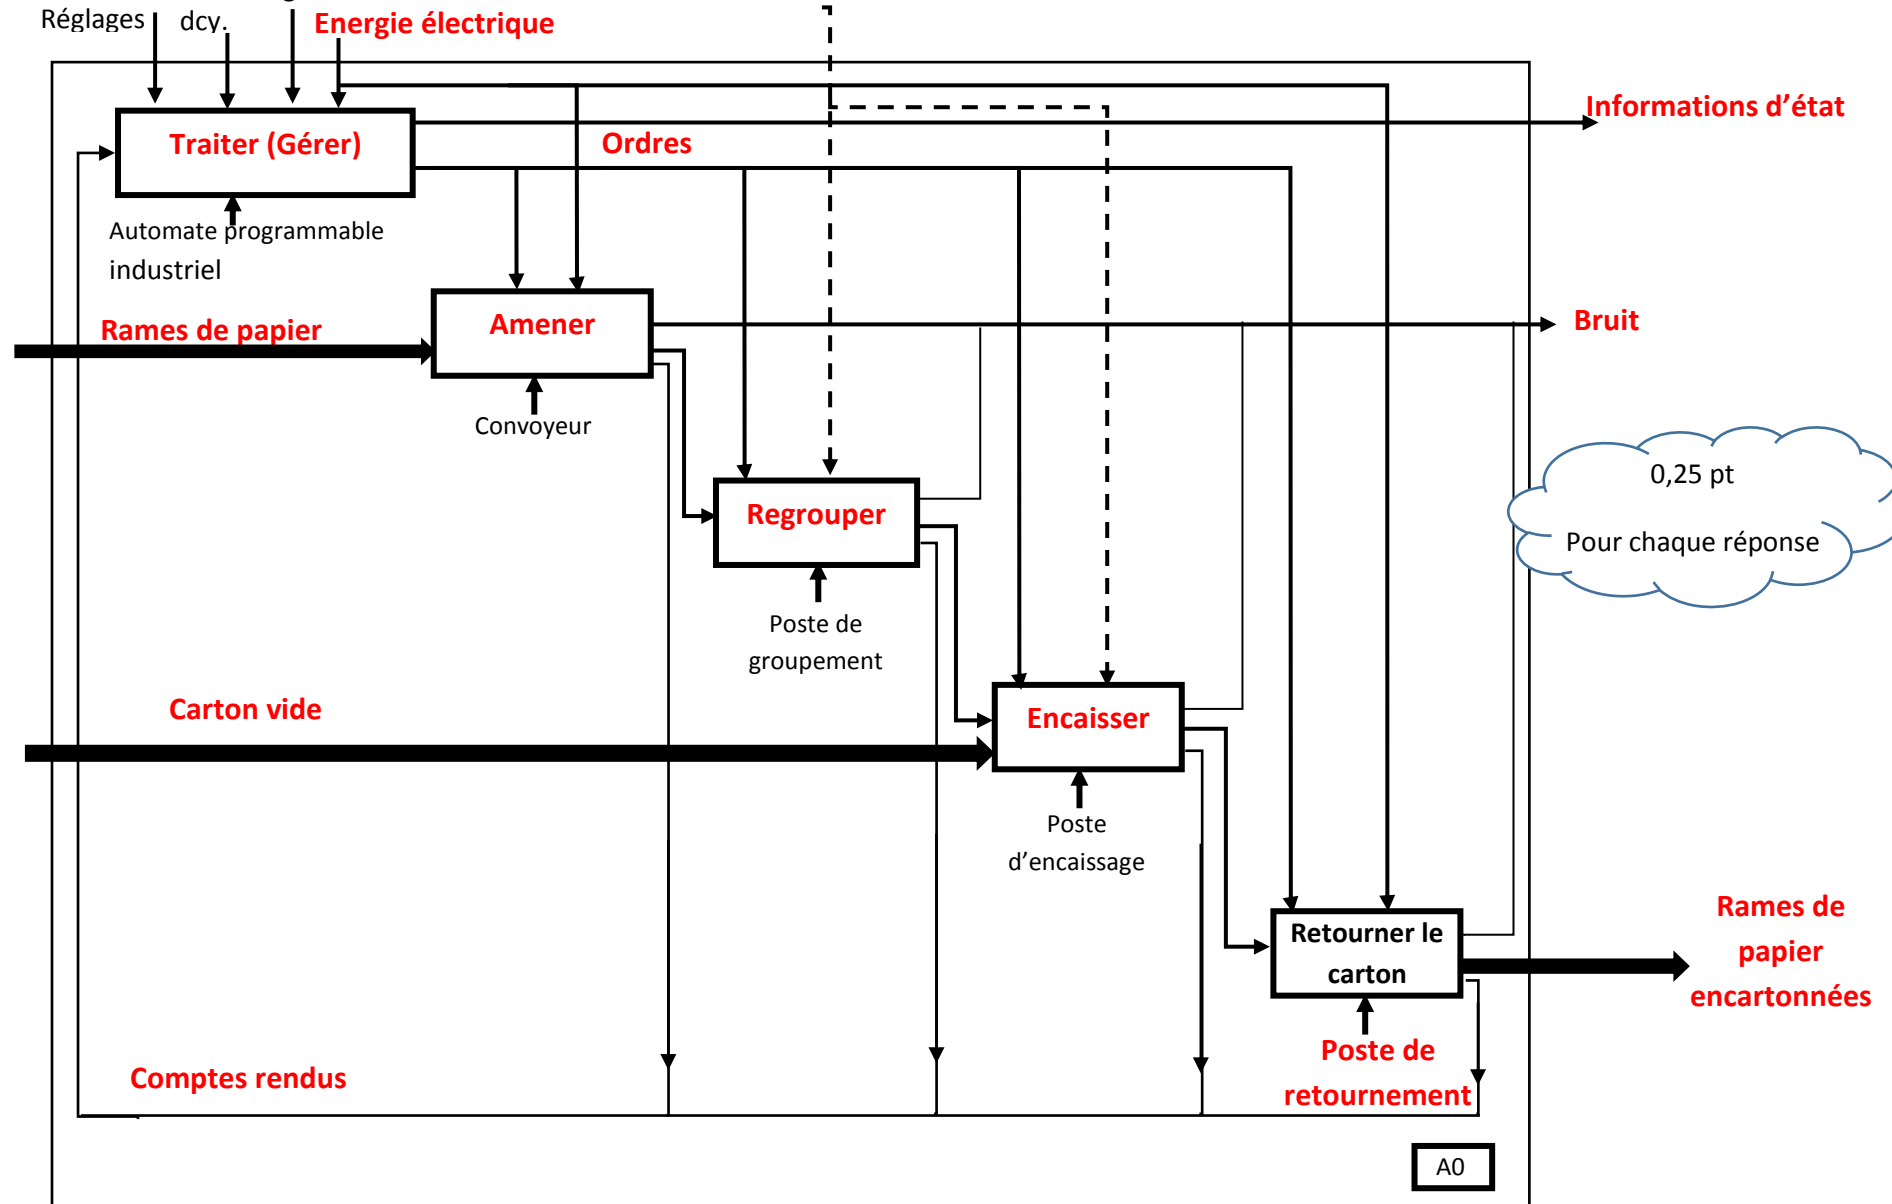 Réglages
dcy.
Energie électrique
Informations d’état
Traiter (Gérer)
Ordres
Automate programmable
industriel
Rames de papier
Amener
Bruit
Convoyeur
0,25 pt
Pour chaque réponse
Regrouper
Poste de
groupement
Carton vide
Encaisser
Poste
d’encaissage
Retourner le
carton
Rames de
papier
encartonnées
Poste de
retournement
Comptes rendus
A0